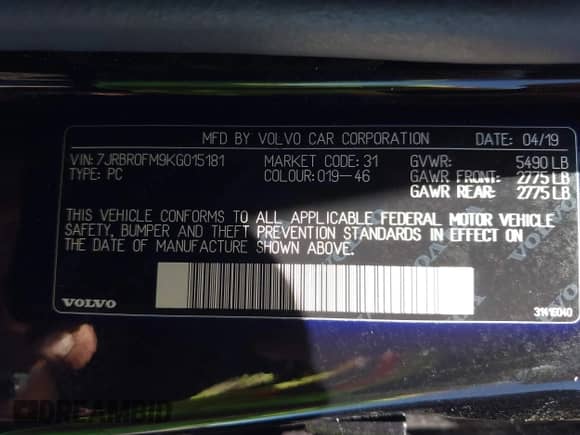 MFD BY VOLVO CAR CORPORATION DATE: 04/19
VIN: 7JRBR0FM9KG015181 MARKET CODE: 31 GVWR: 5490 LB
TYPE: PC COLOUR: 019-46 GAWR FRONT: 2775 LB
GAWR REAR: 2775 LB
THIS VEHICLE CONFORMS TO ALL APPLICABLE FEDERAL MOTOR VEHICLE
SAFETY, BUMPER AND THEFT PREVENTION STANDARDS IN EFFECT ON
THE DATE OF MANUFACTURE SHOWN ABOVE.
VOLVO 31416040
DREAMBID